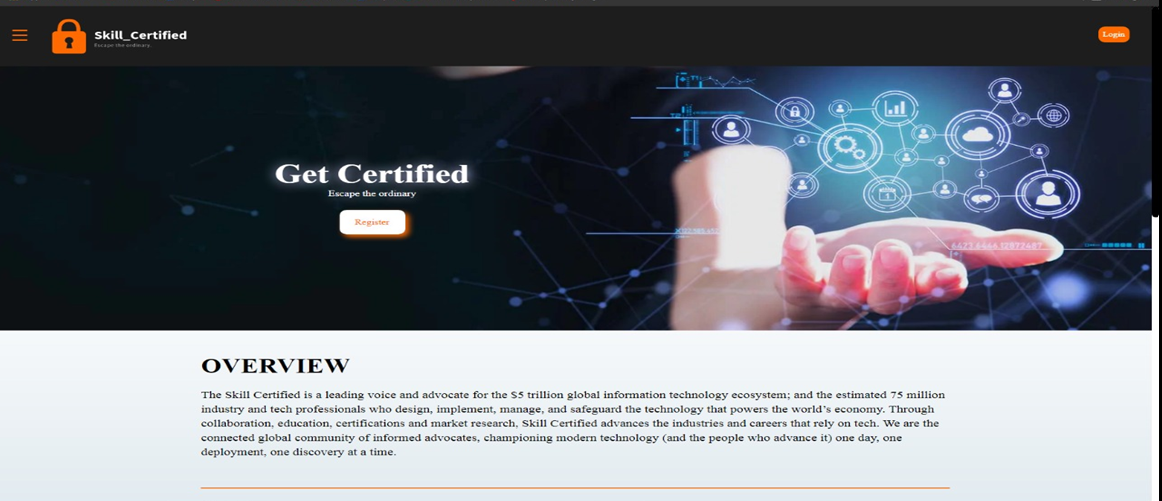 Skill_Certified
Escape the ordinary.
Login
Get Certified
Escape the ordinary
Register
OVERVIEW
The Skill Certified is a leading voice and advocate for the $5 trillion global information technology ecosystem; and the estimated 75 million
industry and tech professionals who design, implement, manage, and safeguard the technology that powers the world's economy. Through
collaboration, education, certifications and market research, Skill Certified advances the industries and careers that rely on tech. We are the
connected global community of informed advocates, championing modern technology (and the people who advance it) one day, one
deployment, one discovery at a time.